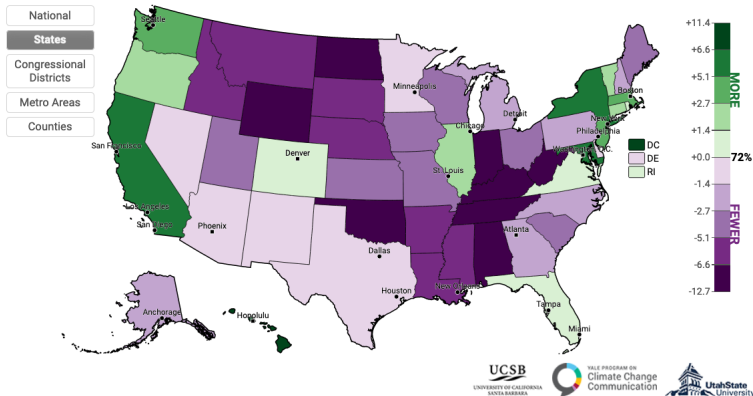 National
States
Congressional
Districts
Metro Areas
Counties
Seattle
Minneapolis
Boston
Detroit
New York
Chicago
Philadelphia
Denver
San Francisco
Washington D.C.
DC
DE
RI
St. Louis
Los Angeles
San Diego
Phoenix
Atlanta
Dallas
Houston
New Orleans
Anchorage
Honolulu
Tampa
Miami
+11.4
+6.6
+5.1
+2.7
+1.4
+0.0
72%
-1.4
-2.7
-5.1
-6.6
-12.7
MORE
FEWER
UCSB
UNIVERSITY OF CALIFORNIA
SANTA BARBARA
YALE PROGRAM ON
Climate Change
Communication
UtahState
University